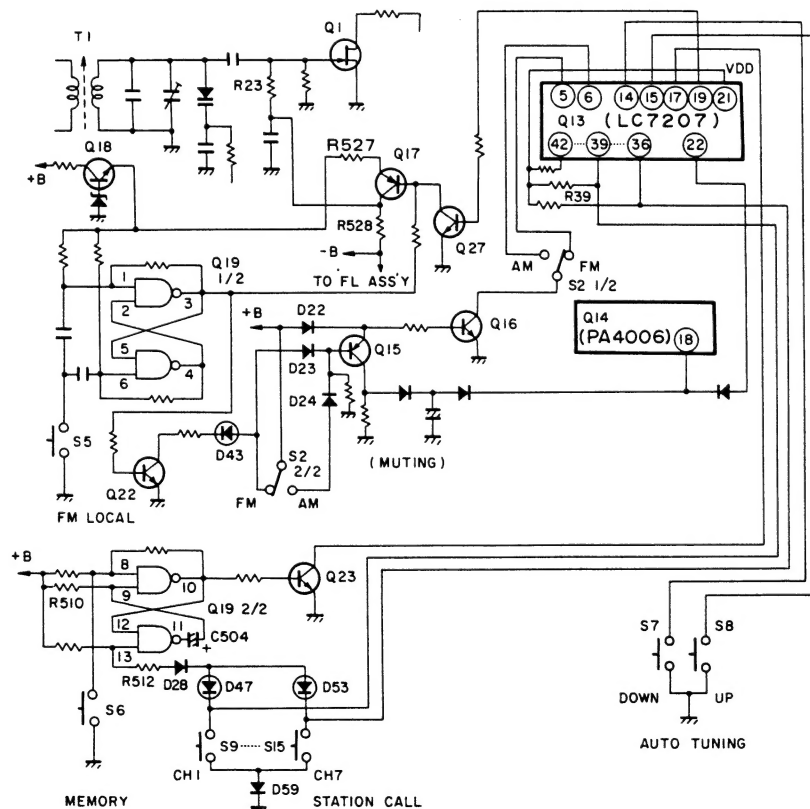 T1
Q1
R23
VDD
5 6 14 15 17 19 21
Q13 (LC7207)
42 39 36 22
Q18
+B
R527
Q17
R39
R528
Q27
-B
TO FL ASS'Y
AM
FM
S2 1/2
Q19
1/2
1
2
3
5
6
4
+B
D22
Q16
Q14
(PA4006) 18
D23
Q15
D24
S5
D43
S2
2/2
(MUTING)
Q22
FM
AM
FM LOCAL
+B
8
9
10
Q23
R510
Q19 2/2
12
11
13
C504
+
R512
D28
D47
D53
S7
S8
S6
S9 S15
DOWN
UP
CH1
CH7
D59
AUTO TUNING
MEMORY
STATION CALL